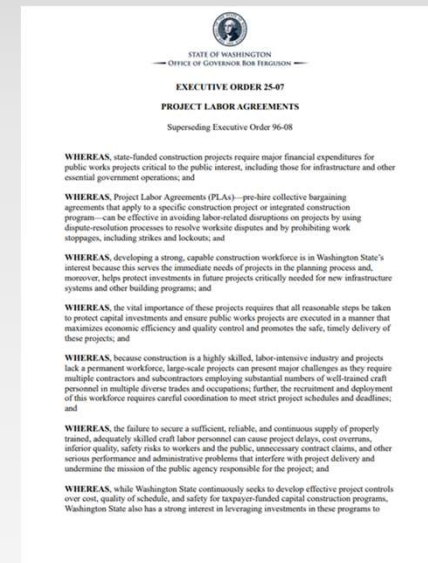 STATE OF WASHINGTON
OFFICE OF GOVERNOR BOB FERGUSON
EXECUTIVE ORDER 25-07
PROJECT LABOR AGREEMENTS
Superseding Executive Order 96-08
WHEREAS, state-funded construction projects require major financial expenditures for
public works projects critical to the public interest, including those for infrastructure and other
essential government operations; and
WHEREAS, Project Labor Agreements (PLAs)—pre-hire collective bargaining
agreements that apply to a specific construction project or integrated construction
program—can be effective in avoiding labor-related disruptions on projects by using
dispute-resolution processes to resolve worksite disputes and by prohibiting work
stoppages, including strikes and lockouts; and
WHEREAS, developing a strong, capable construction workforce is in Washington State's
interest because this serves the immediate needs of projects in the planning process and,
moreover, helps protect investments in future projects critically needed for new infrastructure
systems and other building programs; and
WHEREAS, the vital importance of these projects requires that all reasonable steps be taken
to protect capital investments and ensure public works projects are executed in a manner that
maximizes economic efficiency and quality control and promotes the safe, timely delivery of
these projects; and
WHEREAS, because construction is a highly skilled, labor-intensive industry and projects
lack a permanent workforce, large-scale projects can present major challenges as they require
multiple contractors and subcontractors employing substantial numbers of well-trained craft
personnel in multiple diverse trades and occupations; further, the recruitment and deployment
of this workforce requires careful coordination to meet strict project schedules and deadlines;
and
WHEREAS, the failure to secure a sufficient, reliable, and continuous supply of properly
trained, adequately skilled craft labor personnel can cause project delays, cost overruns,
inferior quality, safety risks to workers and the public, unnecessary contract claims, and other
serious performance and administrative problems that interfere with project delivery and
undermine the mission of the public agency responsible for the project; and
WHEREAS, while Washington State continuously seeks to develop effective project controls
over cost, quality of schedule, and safety for taxpayer-funded capital construction programs,
Washington State also has a strong interest in leveraging investments in these programs to